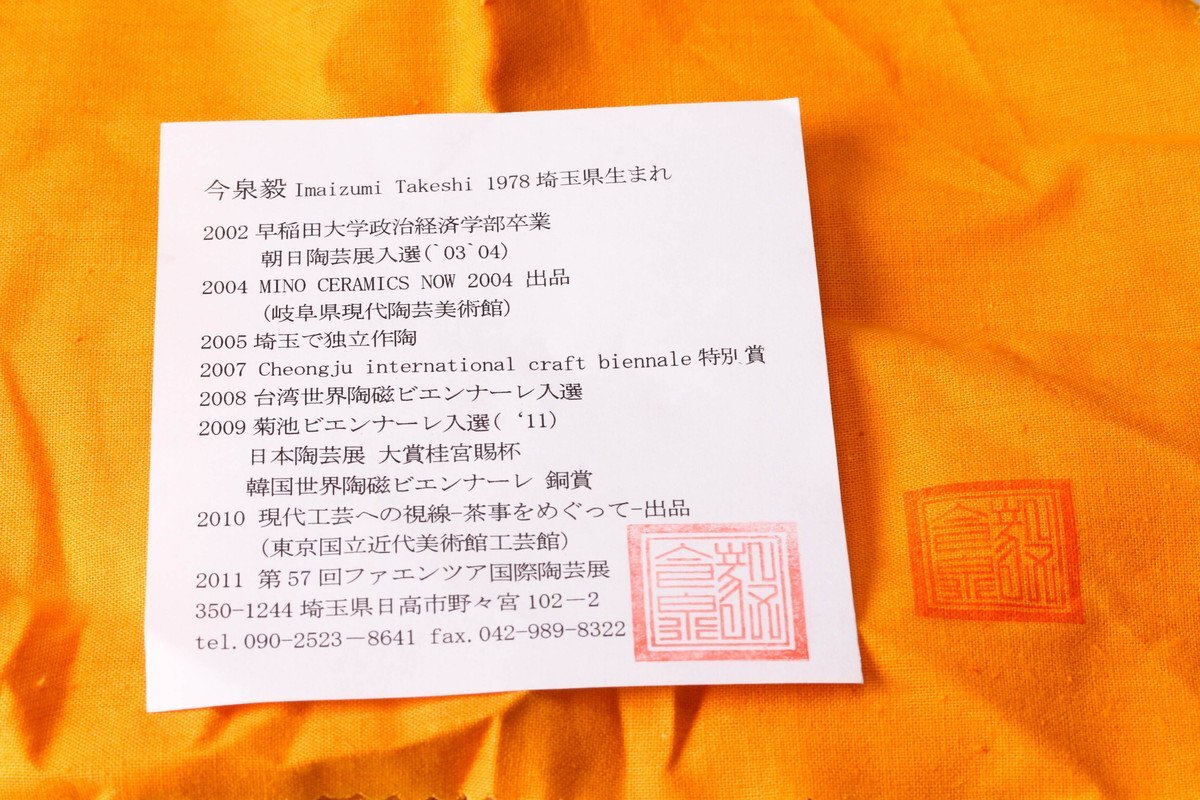 今泉毅 Imaizumi Takeshi 1978 埼玉県生まれ
2002 早稲田大学政治経済学部卒業
朝日陶芸展入選(`03`04)
2004 MINO CERAMICS NOW 2004 出品
(岐阜県現代陶芸美術館)
2005 埼玉で独立作陶
2007 Cheongju international craft biennale 特別賞
2008 台湾世界陶磁ビエンナーレ入選
2009 菊池ビエンナーレ入選( ‘11)
日本陶芸展 大賞桂宮賜杯
韓国世界陶磁ビエンナーレ 銅賞
2010 現代工芸への視線−茶事をめぐって−出品
(東京国立近代美術館工芸館)
2011 第57回ファエンツア国際陶芸展
350−1244 埼玉県日高市野々宮 102−2
tel.090−2523−8641 fax.042−989−8322
今泉毅
今泉毅